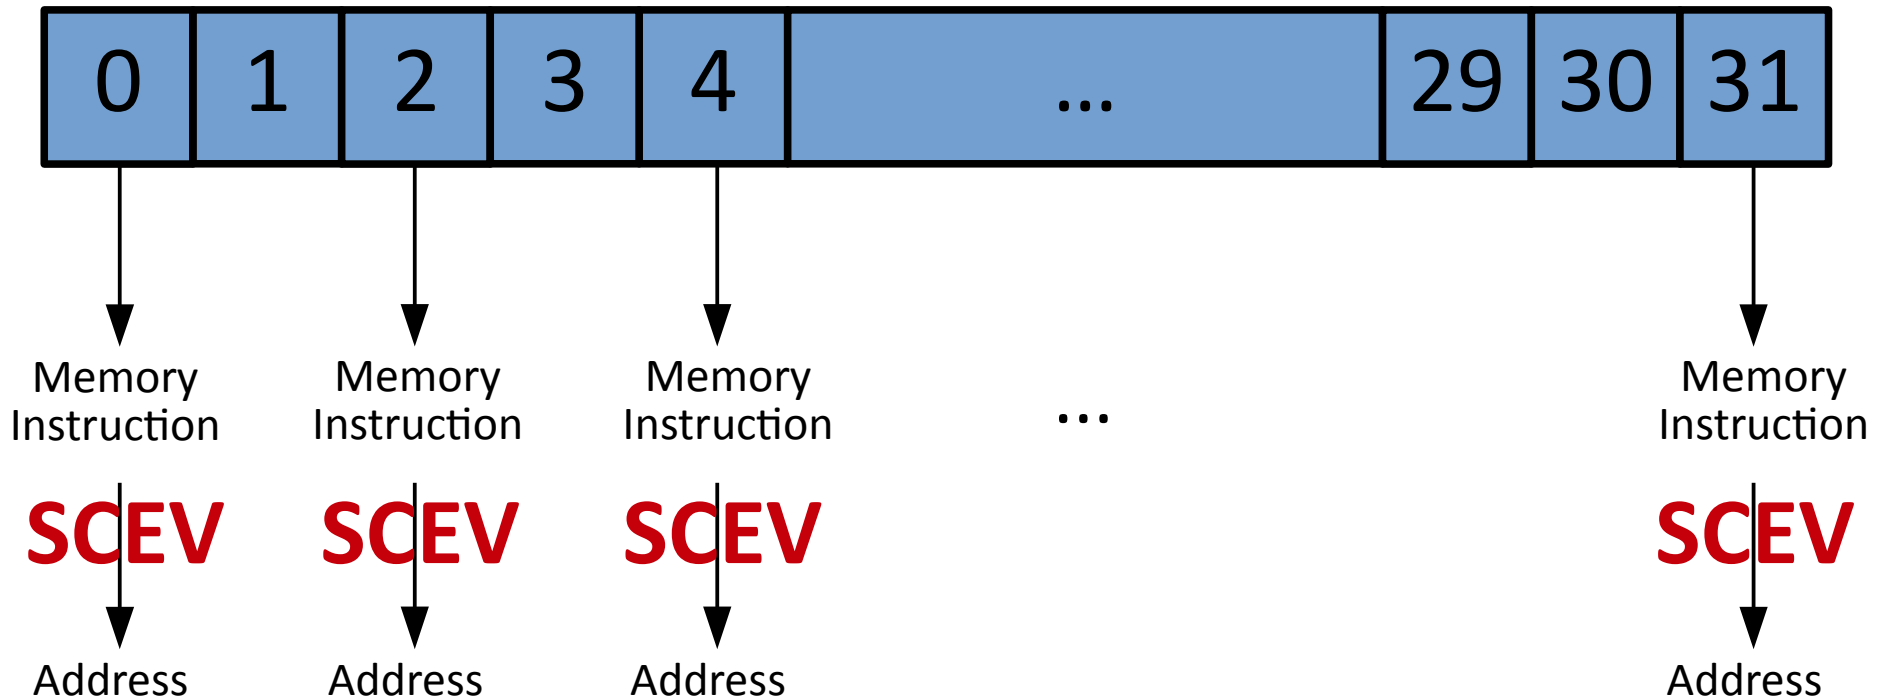 0 1 2 3 4 ... 29 30 31
Memory Memory Memory Memory
Instruction Instruction Instruction ... Instruction
SCEV SCEV SCEV SCEV
Address Address Address Address